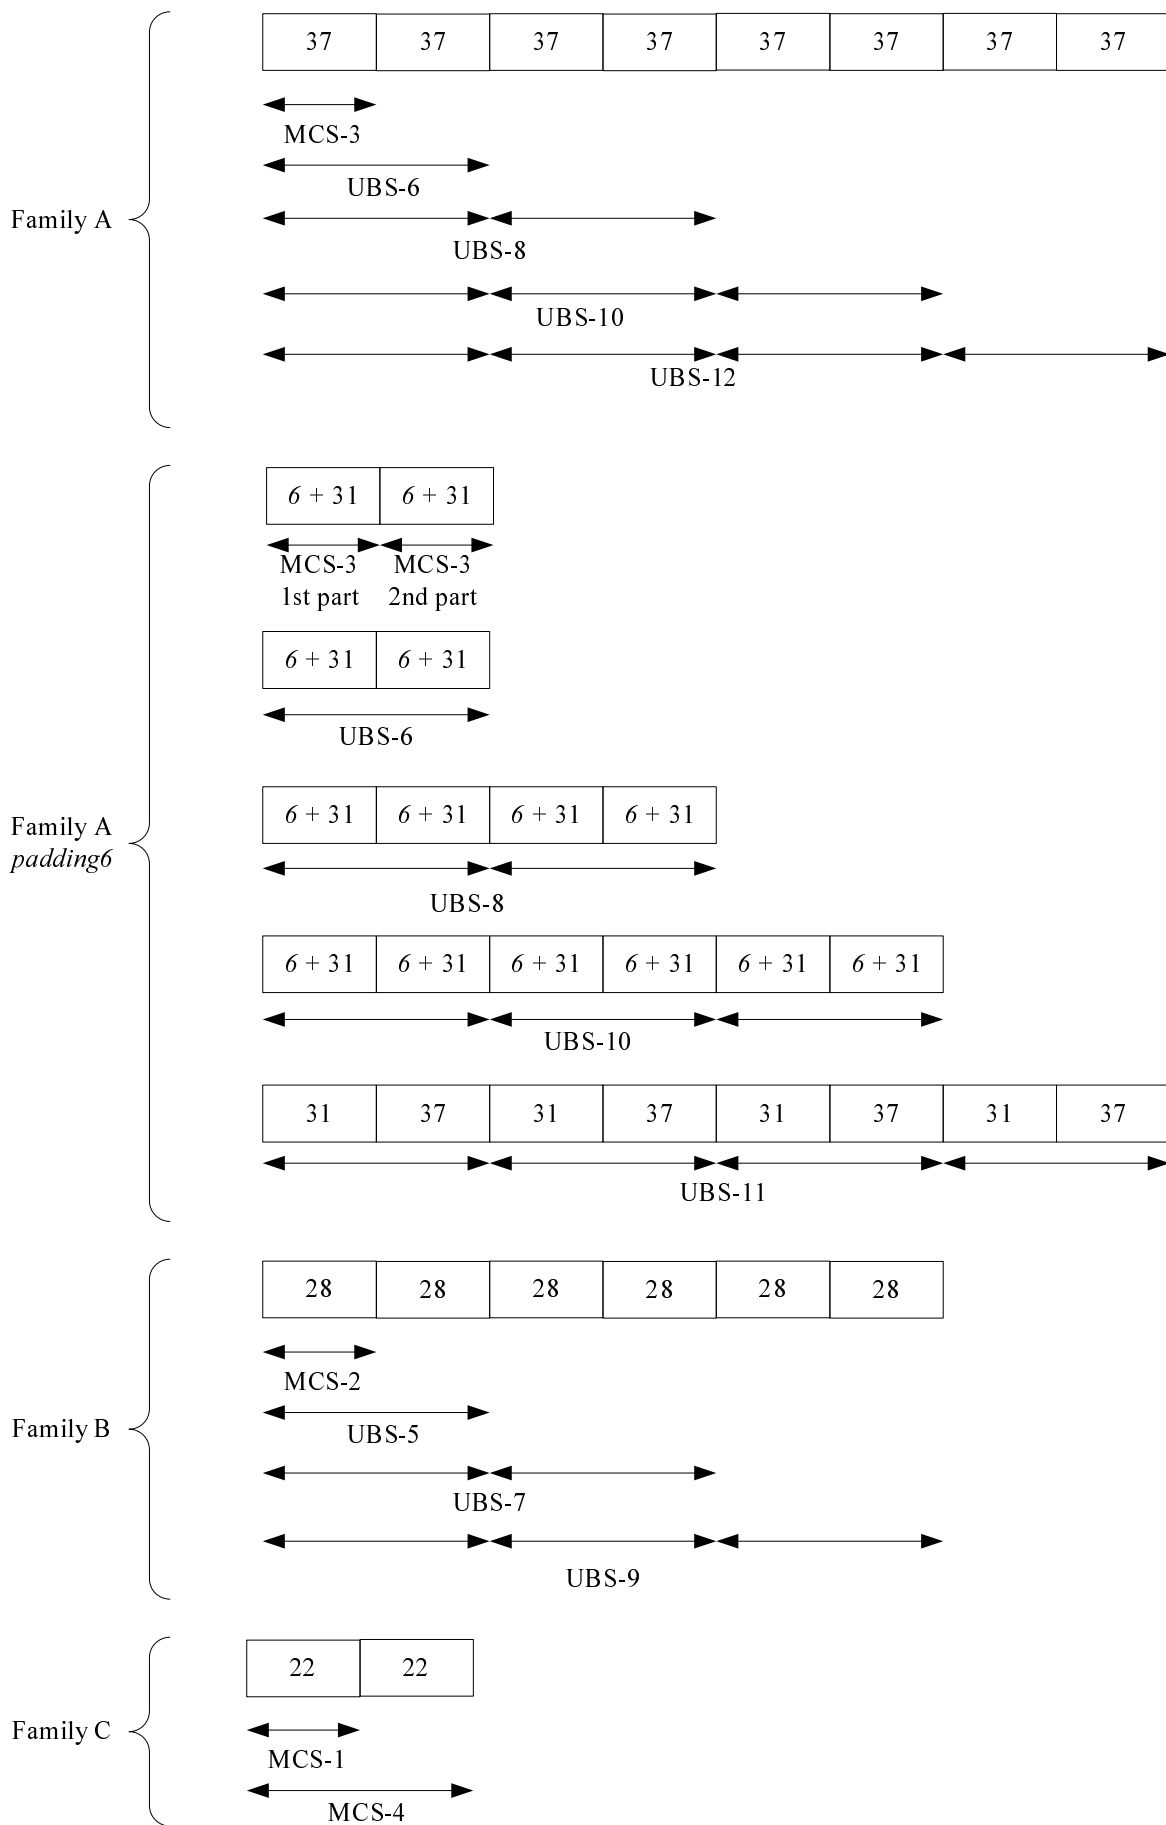 37 37 37 37 37 37 37 37
MCS-3
UBS-6
Family A
UBS-8
UBS-10
UBS-12
6 + 31 6 + 31
MCS-3 MCS-3
1st part 2nd part
6 + 31 6 + 31
UBS-6
6 + 31 6 + 31 6 + 31 6 + 31
Family A
padding6
UBS-8
6 + 31 6 + 31 6 + 31 6 + 31 6 + 31 6 + 31
UBS-10
31 37 31 37 31 37 31 37
UBS-11
28 28 28 28 28 28
MCS-2
Family B
UBS-5
UBS-7
UBS-9
22 22
Family C
MCS-1
MCS-4